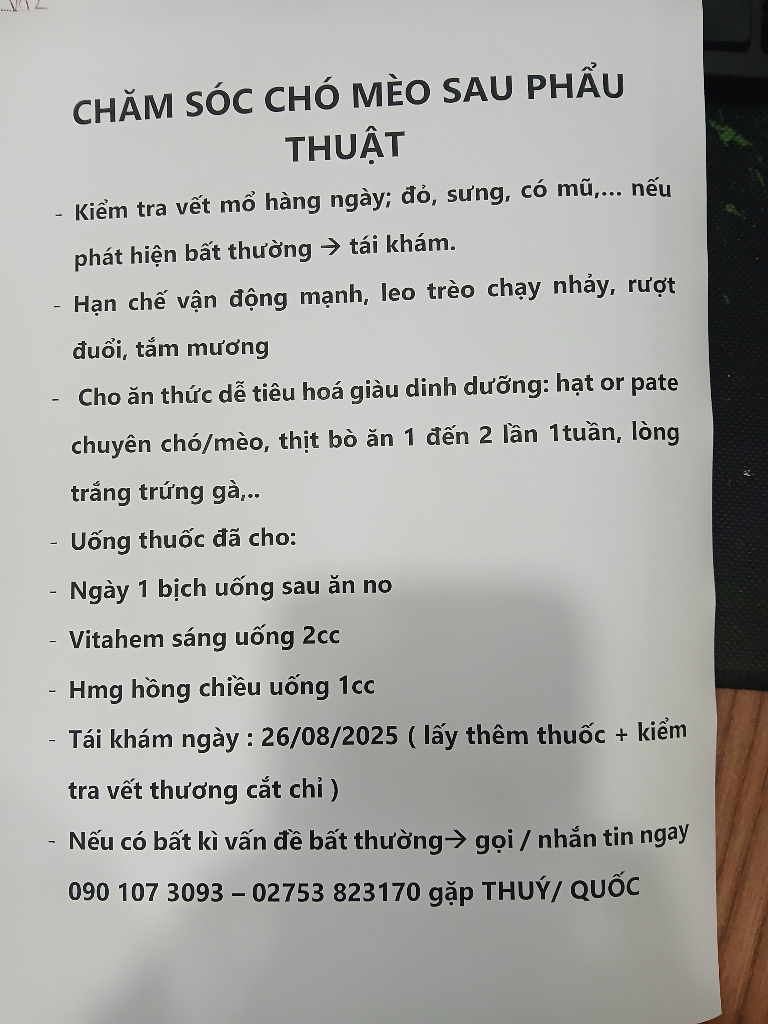 CHĂM SÓC CHÓ MÈO SAU PHẨU
THUẬT
- Kiểm tra vết mổ hàng ngày; đỏ, sưng, có mũ,... nếu
phát hiện bất thường → tái khám.
- Hạn chế vận động mạnh, leo trèo chạy nhảy, rượt
đuổi, tắm mương
- Cho ăn thức dễ tiêu hoá giàu dinh dưỡng: hạt or pate
chuyên chó/mèo, thịt bò ăn 1 đến 2 lần 1tuần, lòng
trắng trứng gà,..
- Uống thuốc đã cho:
- Ngày 1 bịch uống sau ăn no
- Vitahem sáng uống 2cc
- Hmg hồng chiều uống 1cc
- Tái khám ngày : 26/08/2025 ( lấy thêm thuốc + kiểm
tra vết thương cắt chỉ )
- Nếu có bất kì vấn đề bất thường→ gọi / nhắn tin ngay
090 107 3093 – 02753 823170 gặp THUÝ/ QUỐC